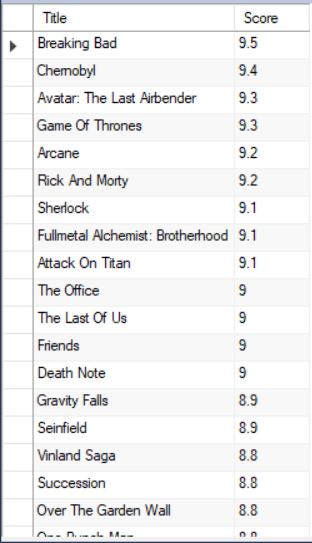 Title Score
Breaking Bad 9.5
Chernobyl 9.4
Avatar: The Last Airbender 9.3
Game Of Thrones 9.3
Arcane 9.2
Rick And Morty 9.2
Sherlock 9.1
Fullmetal Alchemist: Brotherhood 9.1
Attack On Titan 9.1
The Office 9
The Last Of Us 9
Friends 9
Death Note 9
Gravity Falls 8.9
Seinfield 8.9
Vinland Saga 8.8
Succession 8.8
Over The Garden Wall 8.8
One Punch Man 8.8